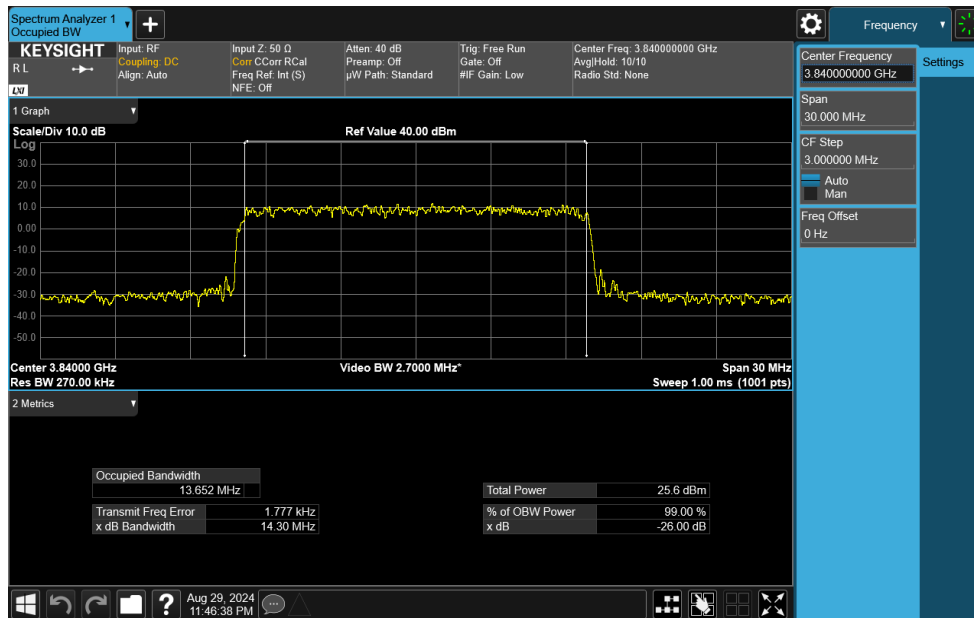 Spectrum Analyzer 1
Occupied BW
Frequency
KEYSIGHT
R L
LXI
Input: RF
Coupling: DC
Align: Auto
Input Z: 50 Ω
Corr CCorr RCal
Freq Ref: Int (S)
NFE: Off
Atten: 40 dB
Preamp: Off
µW Path: Standard
Trig: Free Run
Gate: Off
#IF Gain: Low
Center Freq: 3.840000000 GHz
Avg|Hold: 10/10
Radio Std: None
Center Frequency
3.840000000 GHz
Settings
Span
30.000 MHz
CF Step
3.000000 MHz
Auto
Man
Freq Offset
0 Hz
1 Graph
Scale/Div 10.0 dB
Ref Value 40.00 dBm
Log
30.0
20.0
10.0
0.00
-10.0
-20.0
-30.0
-40.0
-50.0
Center 3.84000 GHz
Video BW 2.7000 MHz*
Span 30 MHz
Res BW 270.00 kHz
Sweep 1.00 ms (1001 pts)
2 Metrics
Occupied Bandwidth
13.652 MHz
Total Power 25.6 dBm
Transmit Freq Error 1.777 kHz
% of OBW Power 99.00 %
x dB Bandwidth 14.30 MHz
x dB -26.00 dB
?
Aug 29, 2024
11:46:38 PM